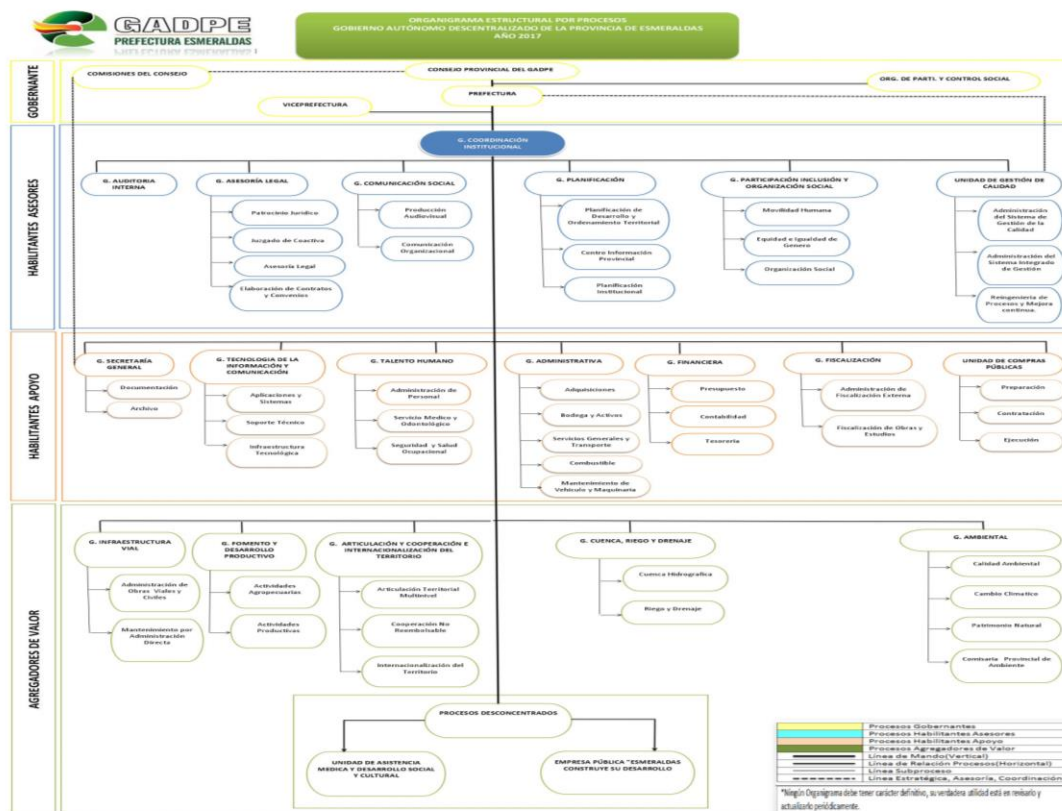 GADPE
PREFECTURA ESMERALDAS
ORGANIGRAMA ESTRUCTURAL POR PROCESOS
GOBIERNO AUTÓNOMO DESCENTRALIZADO DE LA PROVINCIA DE ESMERALDAS
AÑO 2017
GOBERNANTE
COMISIONES DEL CONSEJO
CONSEJO PROVINCIAL DEL GADPE
ORG. DE PARTI. Y CONTROL SOCIAL
PREFECTURA
VICEPREFECTURA
HABILITANTES ASESORES
G. COORDINACIÓN
INSTITUCIONAL
G. AUDITORIA
INTERNA
G. ASESORÍA LEGAL
Patrocinio Jurídico
Juzgado de Coactiva
Asesoría Legal
Elaboración de Contratos
y Convenios
G. COMUNICACIÓN SOCIAL
Producción
Audiovisual
Comunicación
Organizacional
G. PLANIFICACIÓN
Planificación de
Desarrollo y
Ordenamiento Territorial
Centro Información
Provincial
Planificación
Institucional
G. PARTICIPACIÓN INCLUSIÓN Y
ORGANIZACIÓN SOCIAL
Movilidad Humana
Equidad e Igualdad de
Genero
Organización Social
UNIDAD DE GESTIÓN DE
CALIDAD
Administración
del Sistema de
Gestión de la
Calidad
Administración del
Sistema Integrado
de Gestión
Reingeniería de
Procesos y Mejora
continua.
HABILITANTES APOYO
G. SECRETARÍA
GENERAL
Documentación
Archivo
G. TECNOLOGIA DE LA
INFORMACIÓN Y
COMUNICACIÓN
Aplicaciones y
Sistemas
Soporte Técnico
Infraestructura
Tecnológica
G. TALENTO HUMANO
Administración de
Personal
Servicio Medico y
Odontológico
Seguridad y Salud
Ocupacional
G. ADMINISTRATIVA
Adquisiciones
Bodega y Activos
Servicios Generales y
Transporte
Combustible
Mantenimiento de
Vehículo y Maquinaria
G. FINANCIERA
Presupuesto
Contabilidad
Tesorería
G. FISCALIZACIÓN
Administración de
Fiscalización Externa
Fiscalización de Obras y
Estudios
UNIDAD DE COMPRAS
PÚBLICAS
Preparación
Contratación
Ejecución
AGREGADORES DE VALOR
G. INFRAESTRUCTURA
VIAL
Administración de
Obras Viales y
Civiles
Mantenimiento por
Administración
Directa
G. FOMENTO Y
DESARROLLO
PRODUCTIVO
Actividades
Agropecuarias
Actividades
Productivas
G. ARTICULACIÓN Y COOPERACIÓN E
INTERNACIONALIZACIÓN DEL
TERRITORIO
Articulación Territorial
Multinivel
Cooperación No
Reembolsable
Internacionalización del
Territorio
G. CUENCA, RIEGO Y DRENAJE
Cuenca Hidrografica
Riego y Drenaje
G. AMBIENTAL
Calidad Ambiental
Cambio Climatico
Patrimonio Natural
Comisaria Provincial de
Ambiente
PROCESOS DESCONCENTRADOS
UNIDAD DE ASISTENCIA
MEDICA Y DESARROLLO SOCIAL
Y CULTURAL
EMPRESA PÚBLICA "ESMERALDAS
CONSTRUYE SU DESARROLLO
Procesos Gobernantes
Procesos Habilitantes Asesores
Procesos Habilitantes Apoyo
Procesos Agregadores de Valor
Línea de Mando(Vertical)
Línea de Relación Procesos(Horizontal)
Línea Subproceso
Línea Estratégica, Asesoría, Coordinación
*Ningún Organigrama debe tener carácter definitivo, su verdadera utilidad está en revisarlo y
actualizarlo periódicamente.